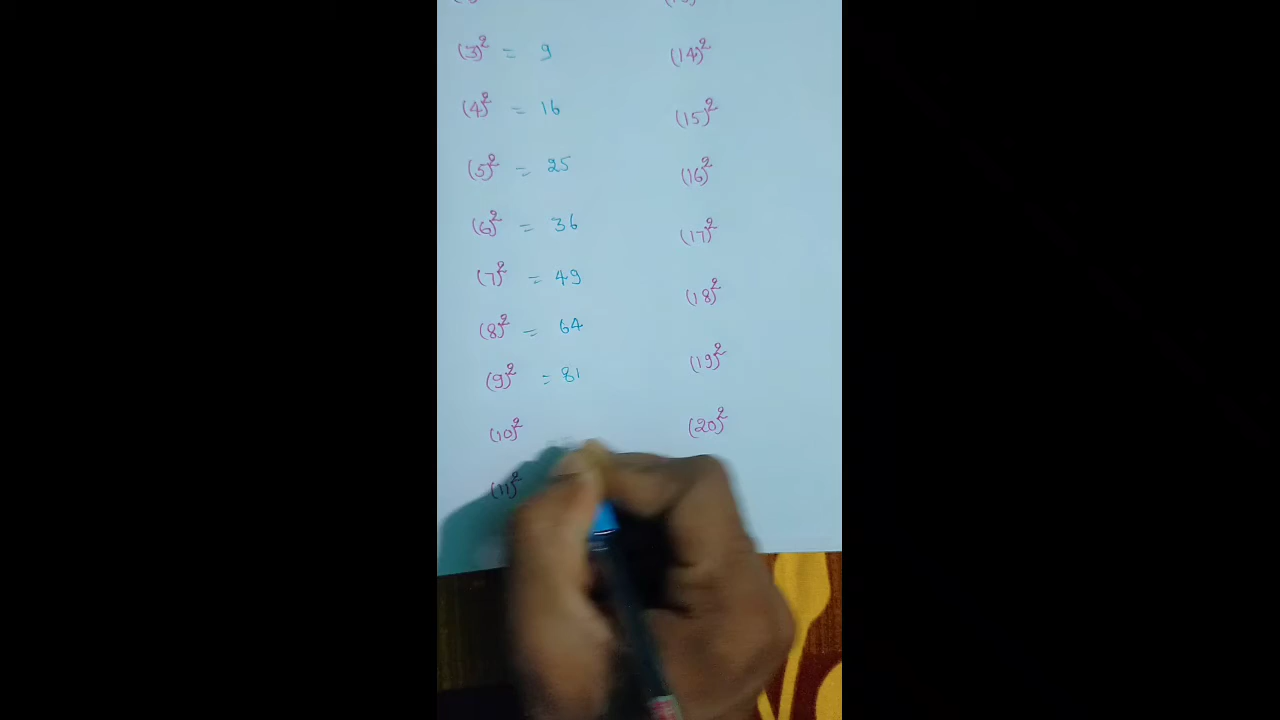 (3)² = 9
(4)² = 16
(5)² = 25
(6)² = 36
(7)² = 49
(8)² = 64
(9)² = 81
(10)²
(11)²
(14)²
(15)²
(16)²
(17)²
(18)²
(19)²
(20)²